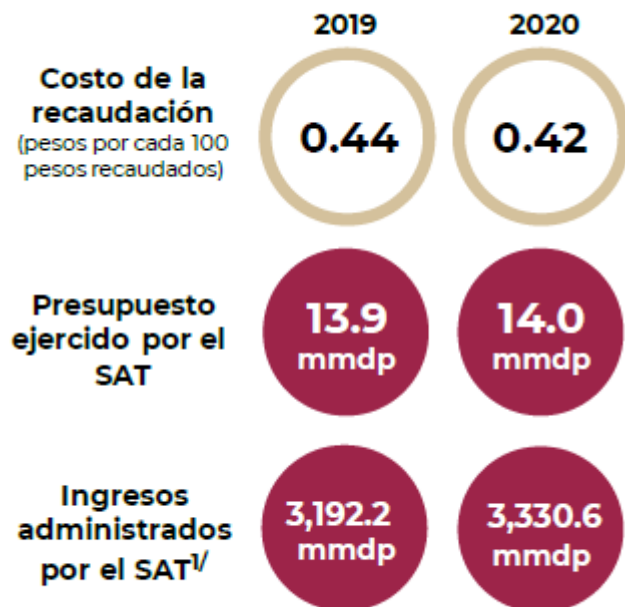 2019 2020
Costo de la
recaudación
(pesos por cada 100
pesos recaudados)
0.44 0.42
Presupuesto
ejercido por el
SAT
13.9
mmdp
14.0
mmdp
Ingresos
administrados
por el SAT1/
3,192.2
mmdp
3,330.6
mmdp